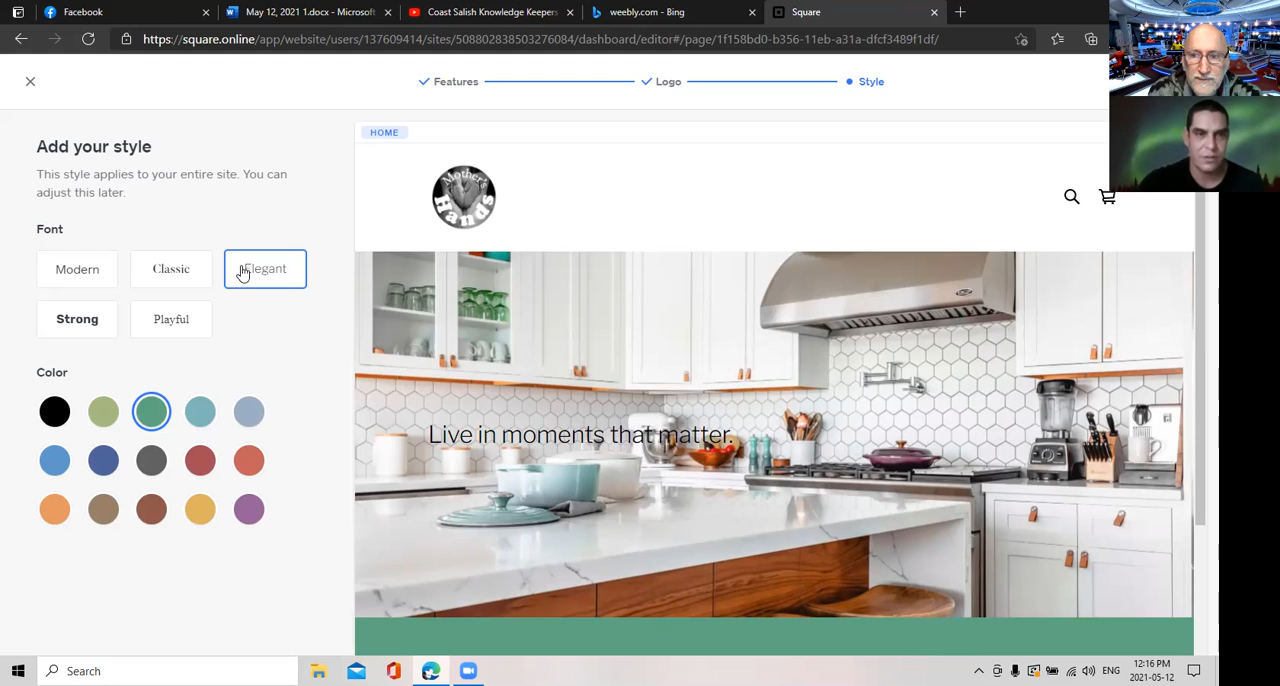 Facebook
May 12, 2021 1.docx - Microsoft
Coast Salish Knowledge Keepers
weebly.com - Bing
Square
https://square.online/app/website/users/137609414/sites/508802838503276084/dashboard/editor#/page/1f158bd0-b356-11eb-a31a-dfcf3489f1df/
Features
Logo
Style
Add your style
This style applies to your entire site. You can
adjust this later.
Font
Modern
Classic
Elegant
Strong
Playful
Color
HOME
Mother's
Hands
Live in moments that matter.
Search
ENG
12:16 PM
2021-05-12